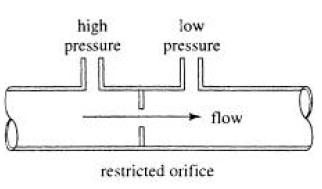 high
pressure
low
pressure
flow
restricted orifice